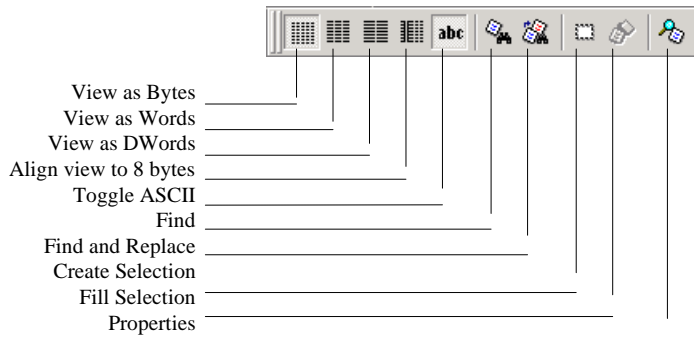 abc
View as Bytes
View as Words
View as DWords
Align view to 8 bytes
Toggle ASCII
Find
Find and Replace
Create Selection
Fill Selection
Properties